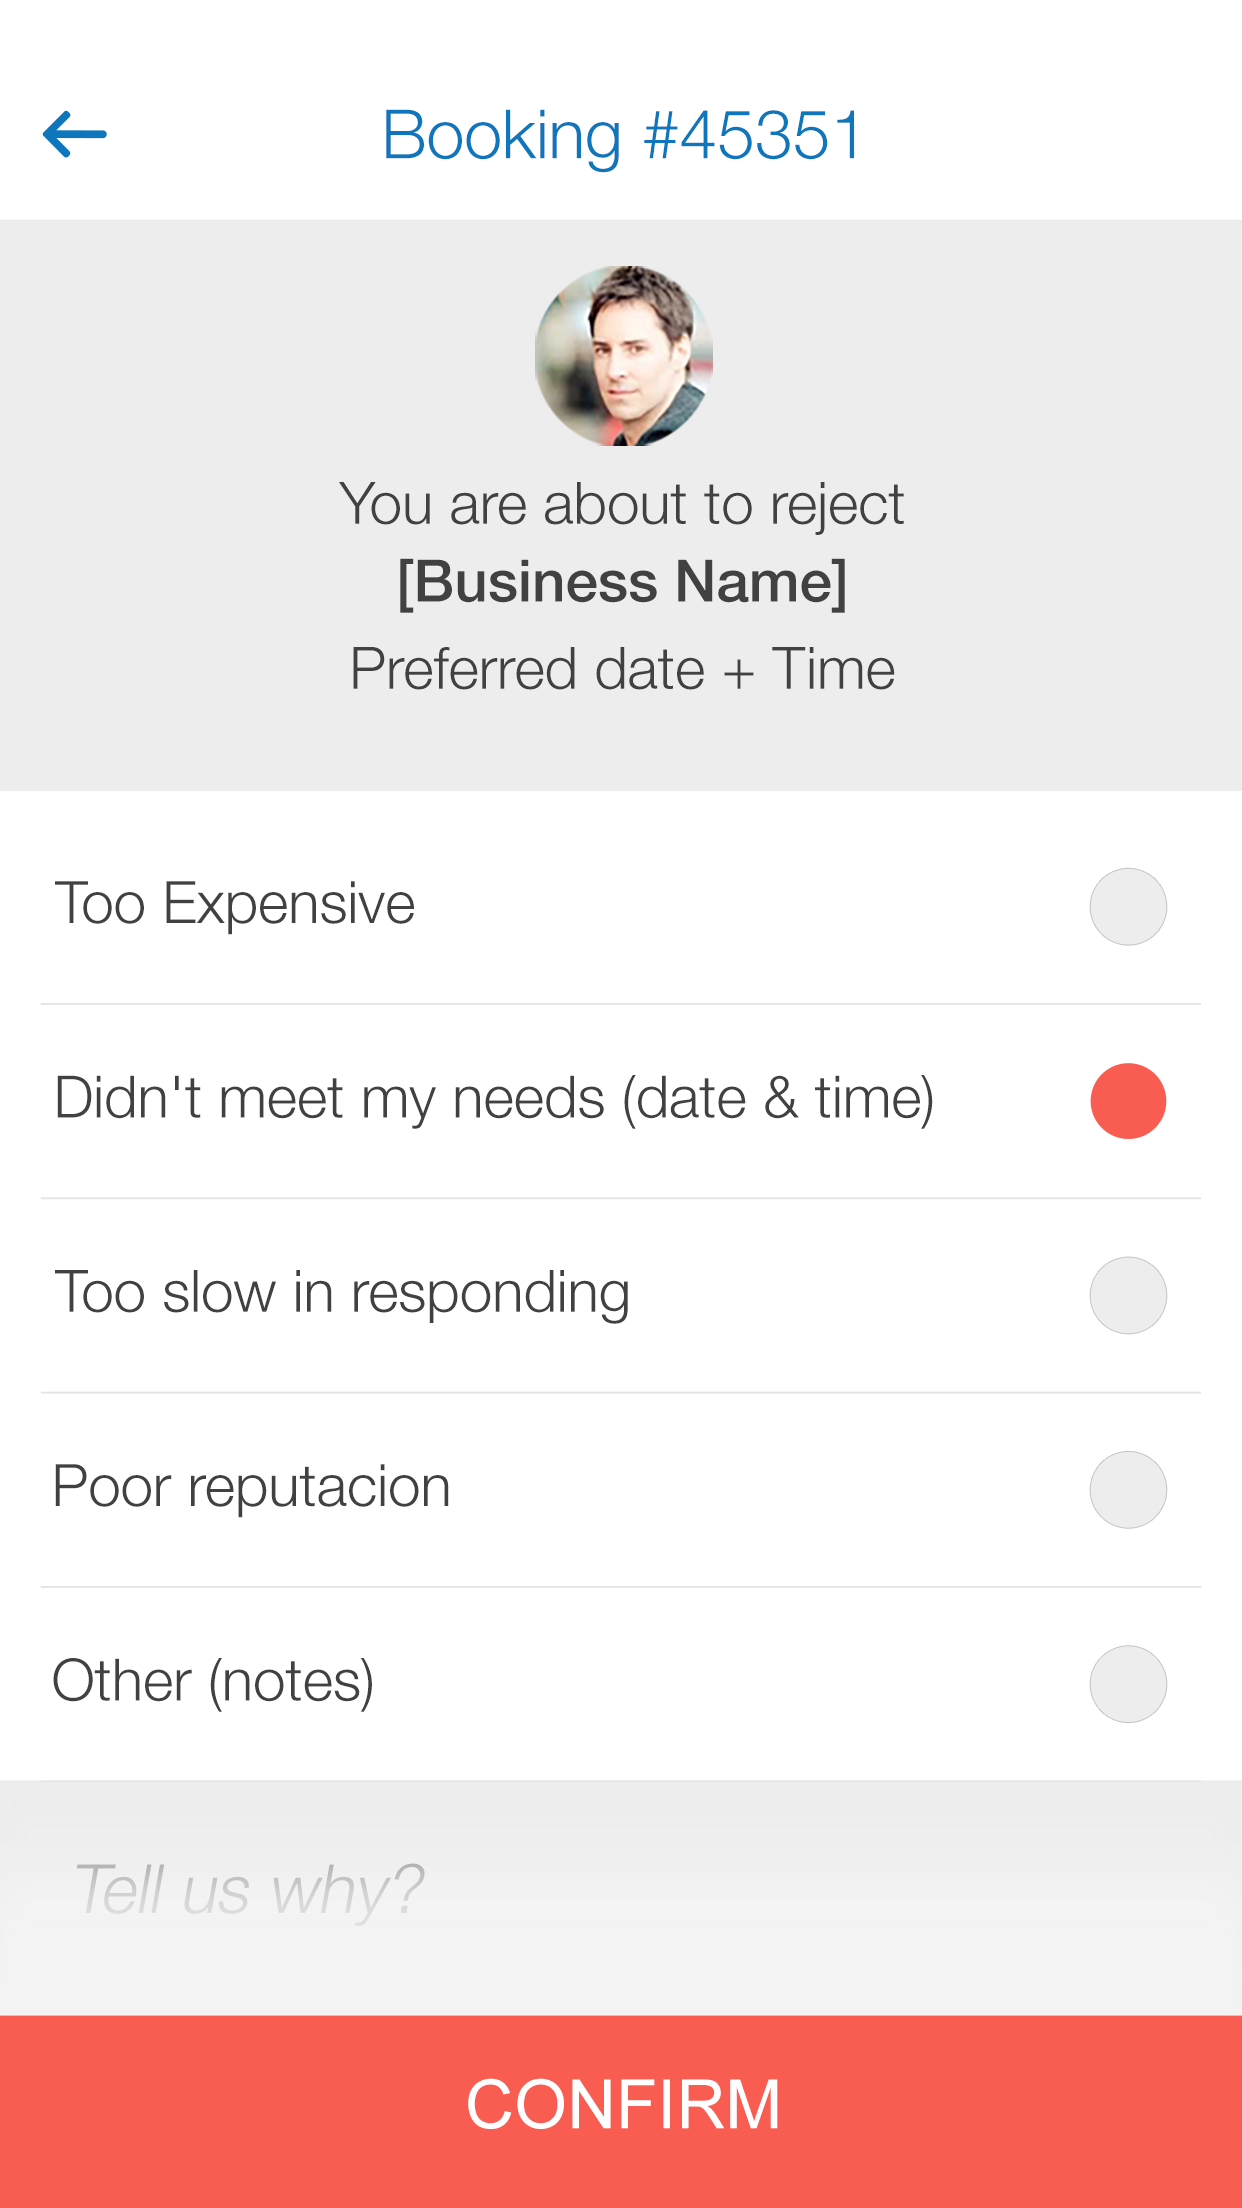 Booking #45351
You are about to reject
[Business Name]
Preferred date + Time
Too Expensive
Didn't meet my needs (date & time)
Too slow in responding
Poor reputacion
Other (notes)
Tell us why?
CONFIRM